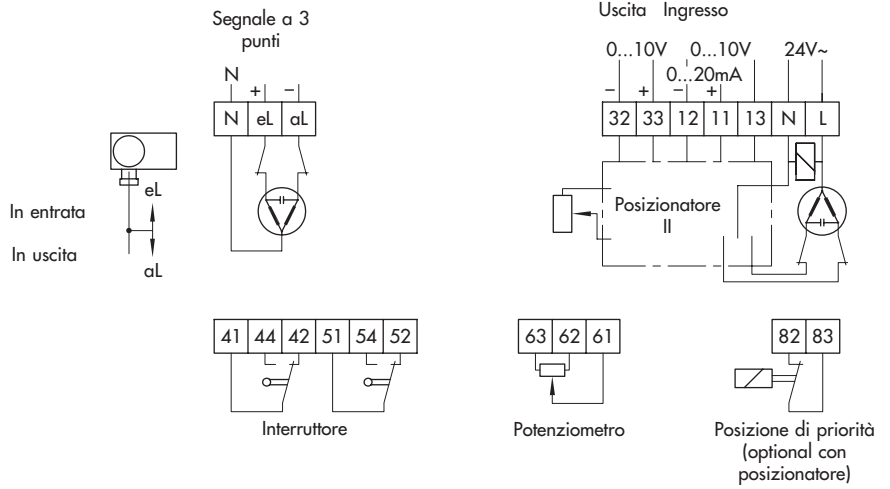 Segnale a 3
punti
N
+ −
N eL aL
eL
In entrata
In uscita
aL
Uscita Ingresso
0...10V 0...10V 24V~
0...20mA
− + − +
32 33 12 11 13 N L
Posizionatore
II
41 44 42 51 54 52
Interruttore
63 62 61
Potenziometro
82 83
Posizione di priorità
(optional con
posizionatore)